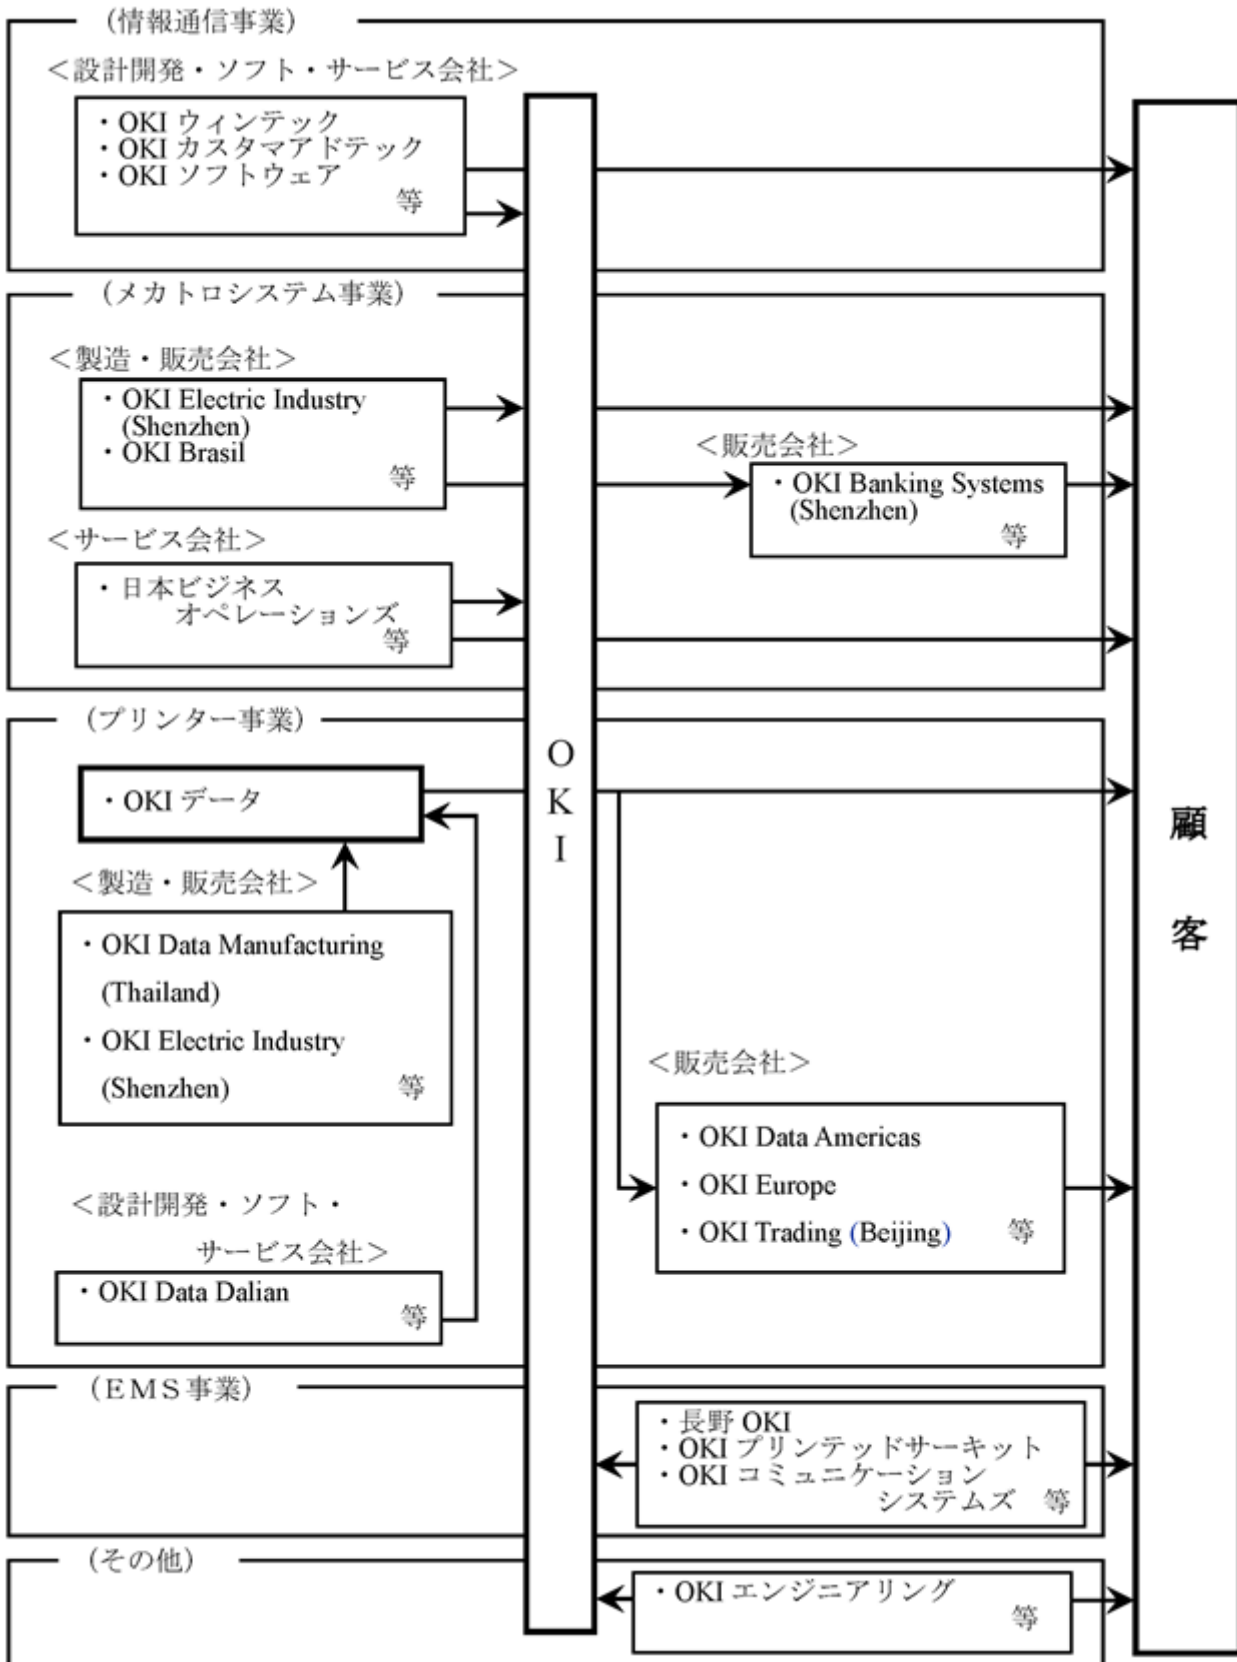 (情報通信事業)
＜設計開発・ソフト・サービス会社＞
・OKI ウィンテック
・OKI カスタマアドテック
・OKI ソフトウェア
等
(メカトロシステム事業)
＜製造・販売会社＞
・OKI Electric Industry
(Shenzhen)
・OKI Brasil
等
＜販売会社＞
・OKI Banking Systems
(Shenzhen)
等
＜サービス会社＞
・日本ビジネス
オペレーションズ
等
(プリンター事業)
・OKI データ
＜製造・販売会社＞
・OKI Data Manufacturing
(Thailand)
・OKI Electric Industry
(Shenzhen) 等
＜販売会社＞
・OKI Data Americas
・OKI Europe
・OKI Trading (Beijing) 等
＜設計開発・ソフト・
サービス会社＞
・OKI Data Dalian
等
(ＥＭＳ事業)
・長野 OKI
・OKI プリンテッドサーキット
・OKI コミュニケーション
システムズ 等
(その他)
・OKI エンジニアリング
等
OKI
顧客